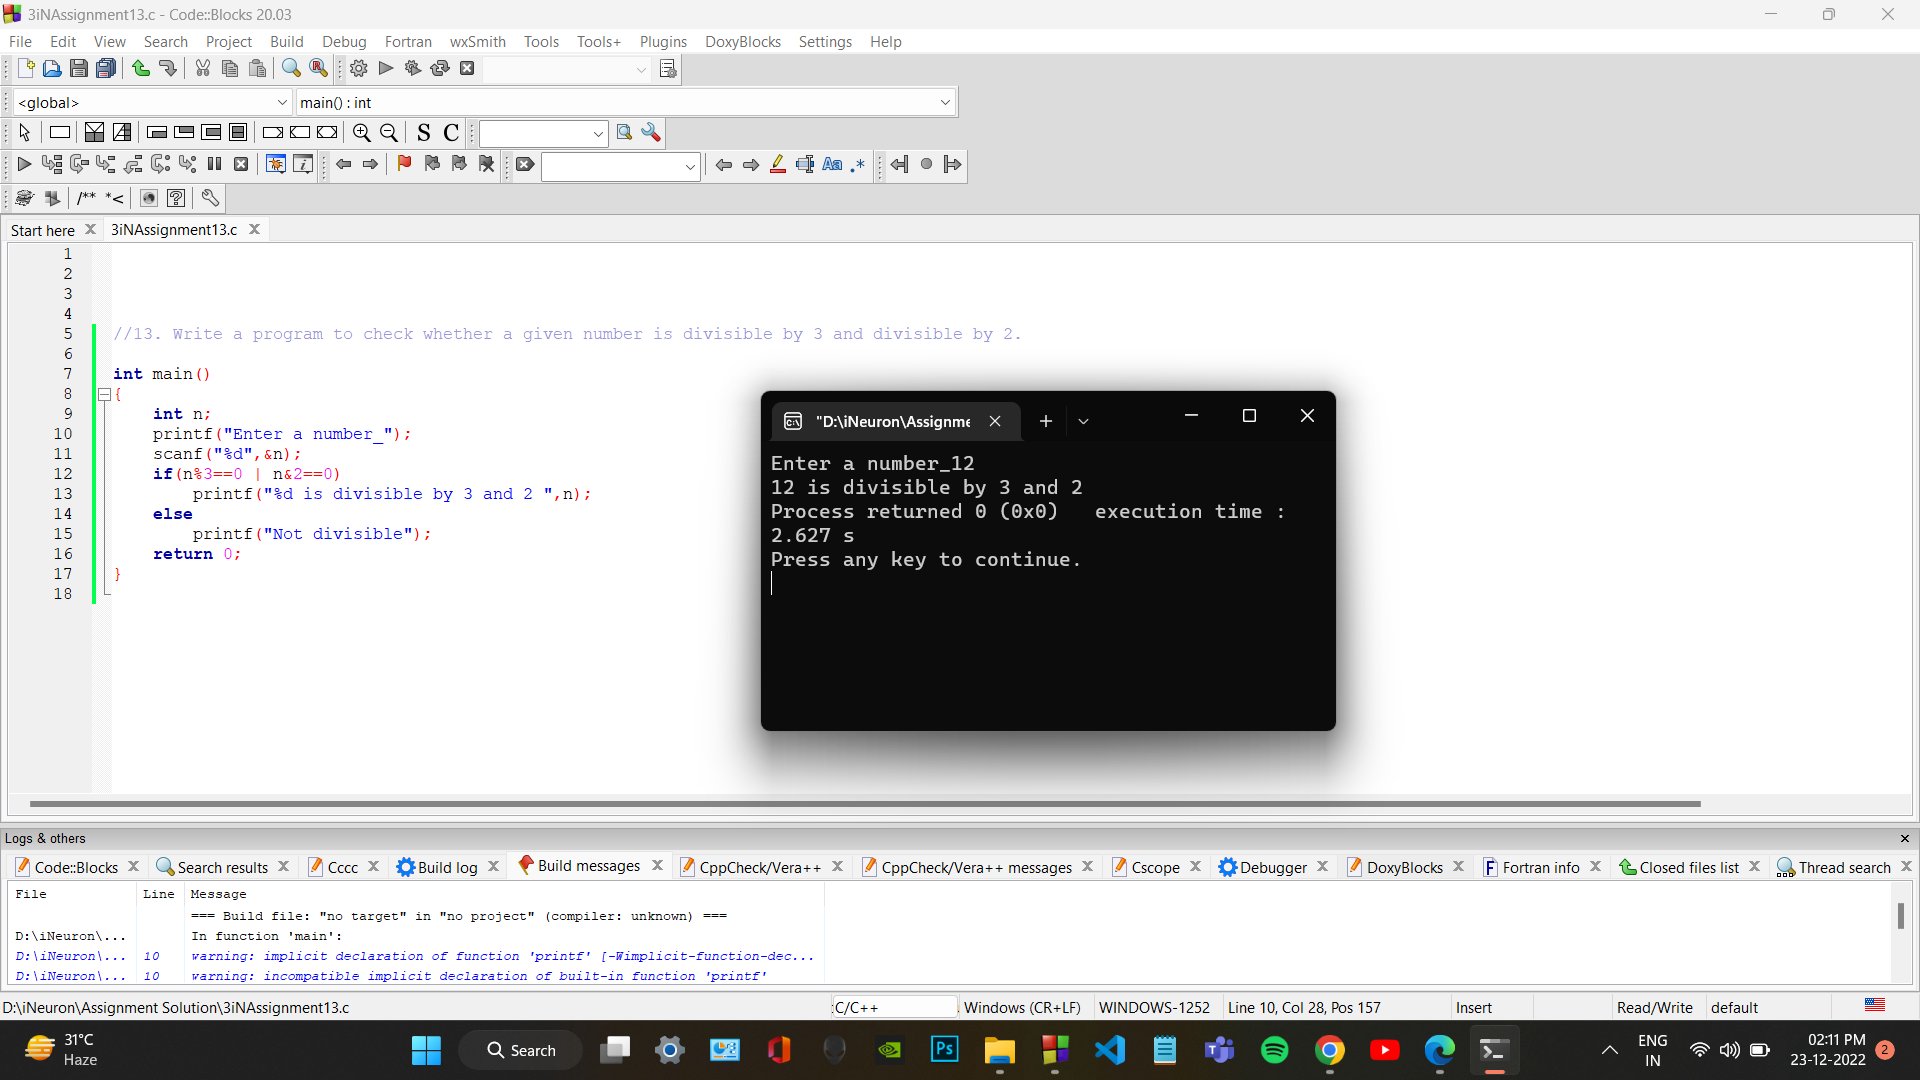 3iNAssignment13.c - Code::Blocks 20.03
File Edit View Search Project Build Debug Fortran wxSmith Tools Tools+ Plugins DoxyBlocks Settings Help
<global> main() : int
S C
Aa .*
/** *<
Start here 3iNAssignment13.c
1
2
3
4
5 //13. Write a program to check whether a given number is divisible by 3 and divisible by 2.
6
7 int main()
8 {
9 int n;
10 printf("Enter a number_");
11 scanf("%d",&n);
12 if(n%3==0 | n&2==0)
13 printf("%d is divisible by 3 and 2 ",n);
14 else
15 printf("Not divisible");
16 return 0;
17 }
18
"D:\iNeuron\Assignme
Enter a number_12
12 is divisible by 3 and 2
Process returned 0 (0x0) execution time :
2.627 s
Press any key to continue.
Logs & others
Code::Blocks Search results Cccc Build log Build messages CppCheck/Vera++ CppCheck/Vera++ messages Cscope Debugger DoxyBlocks Fortran info Closed files list Thread search
File Line Message
=== Build file: "no target" in "no project" (compiler: unknown) ===
D:\iNeuron\... In function 'main':
D:\iNeuron\... 10 warning: implicit declaration of function 'printf' [-Wimplicit-function-dec...
D:\iNeuron\... 10 warning: incompatible implicit declaration of built-in function 'printf'
D:\iNeuron\Assignment Solution\3iNAssignment13.c C/C++ Windows (CR+LF) WINDOWS-1252 Line 10, Col 28, Pos 157 Insert Read/Write default
31°C
Haze
Search
Ps
ENG
IN
02:11 PM
23-12-2022
2